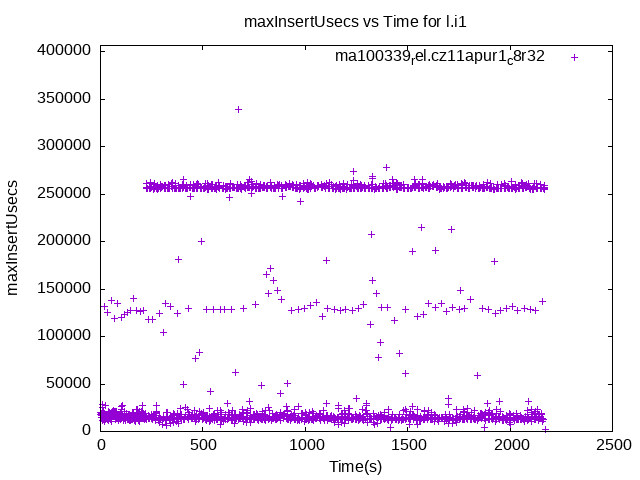 maxInsertUsecs vs Time for l.i1
ma100339_rel.cz11apur1_c8r32
400000
350000
300000
250000
200000
150000
100000
50000
0
maxInsertUsecs
0 500 1000 1500 2000 2500
Time(s)